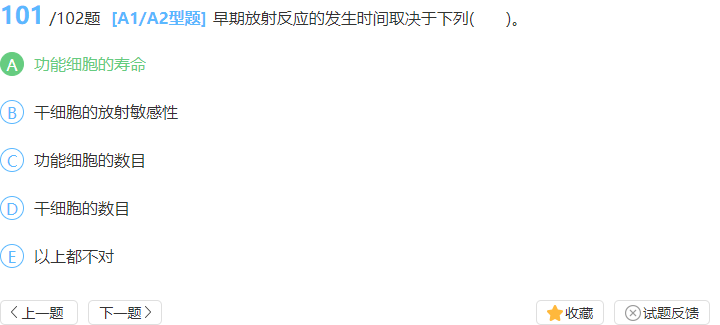 101 /102题 [A1/A2型题] 早期放射反应的发生时间取决于下列( )。
A 功能细胞的寿命
B 干细胞的放射敏感性
C 功能细胞的数目
D 干细胞的数目
E 以上都不对
上一题 下一题 收藏 试题反馈